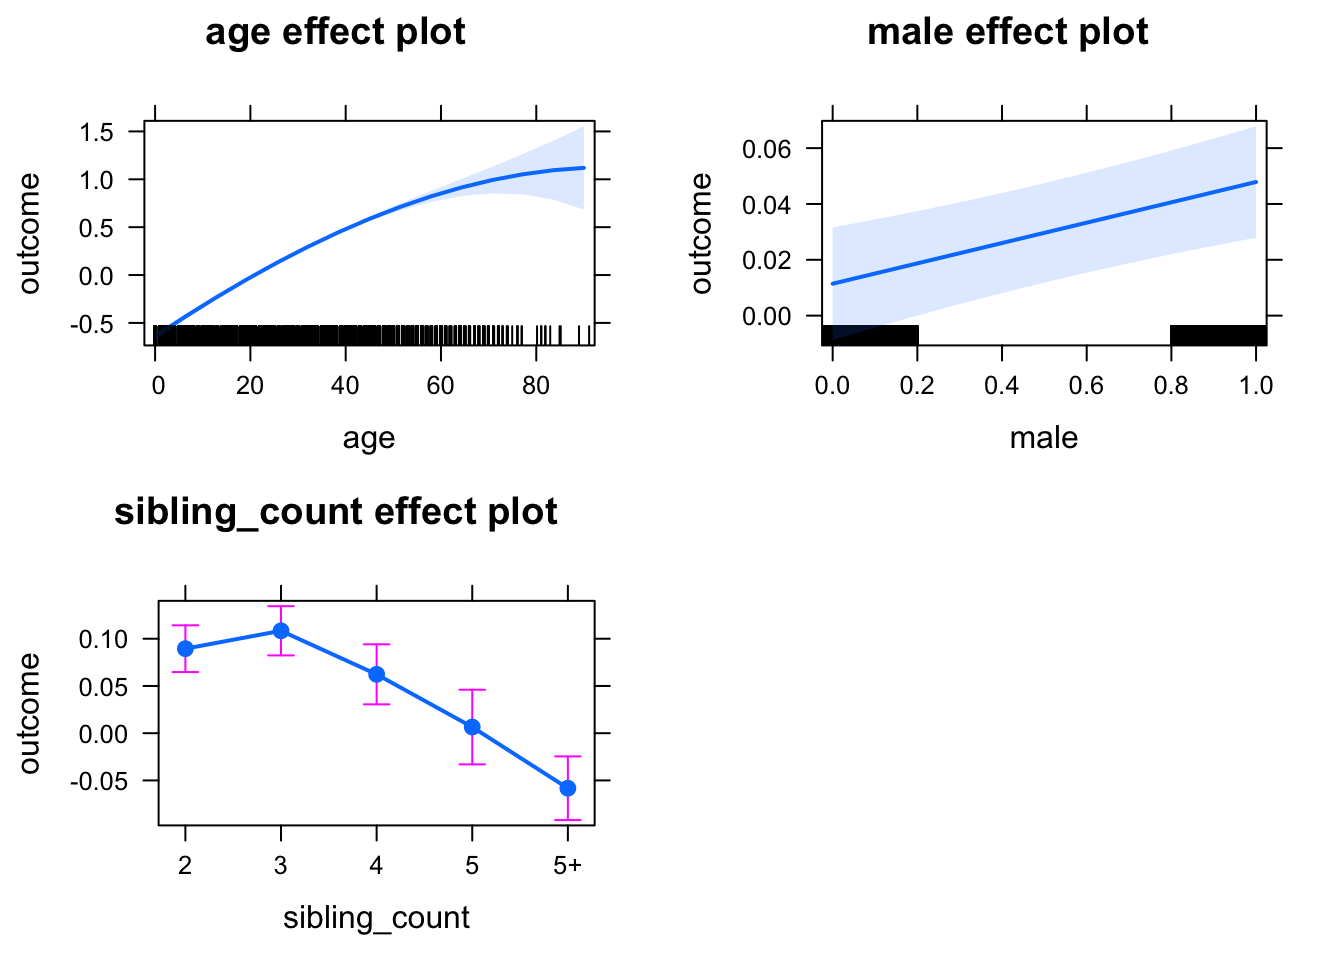 age effect plot
outcome
1.5
1.0
0.5
0.0
-0.5
0 20 40 60 80
age
male effect plot
outcome
0.06
0.04
0.02
0.00
0.0 0.2 0.4 0.6 0.8 1.0
male
sibling_count effect plot
outcome
0.10
0.05
0.00
-0.05
2 3 4 5 5+
sibling_count